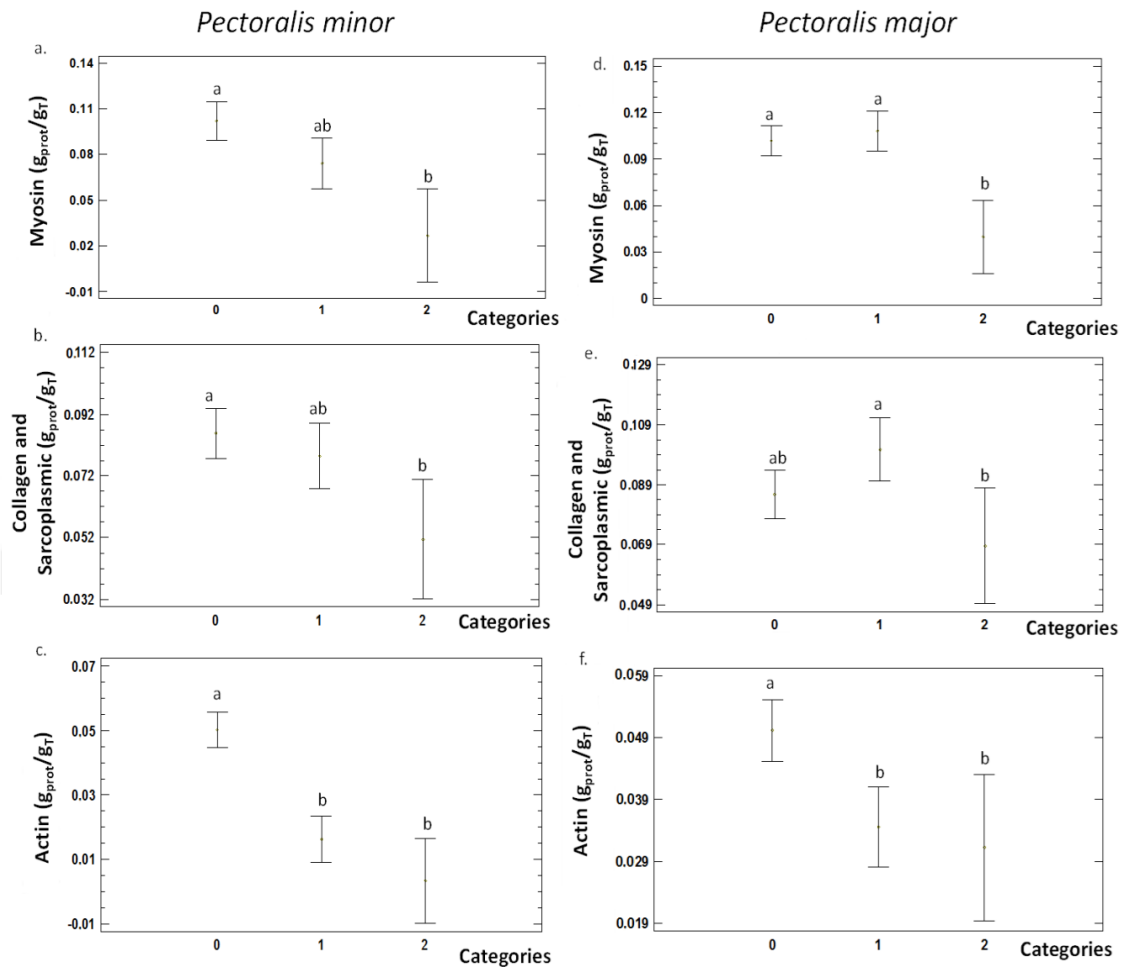 Pectoralis minor
Pectoralis major
a.
0.14
0.11
0.08
0.05
0.02
-0.01
Myosin (gprot/gT)
a
ab
b
0
1
2
Categories
b.
0.112
0.092
0.072
0.052
0.032
Collagen and
Sarcoplasmic (gprot/gT)
a
ab
b
0
1
2
Categories
c.
0.07
0.05
0.03
0.01
-0.01
Actin (gprot/gT)
a
b
b
0
1
2
Categories
d.
0.15
0.12
0.09
0.06
0.03
0
Myosin (gprot/gT)
a
a
b
0
1
2
Categories
e.
0.129
0.109
0.089
0.069
0.049
Collagen and
Sarcoplasmic (gprot/gT)
ab
a
b
0
1
2
Categories
f.
0.059
0.049
0.039
0.029
0.019
Actin (gprot/gT)
a
b
b
0
1
2
Categories